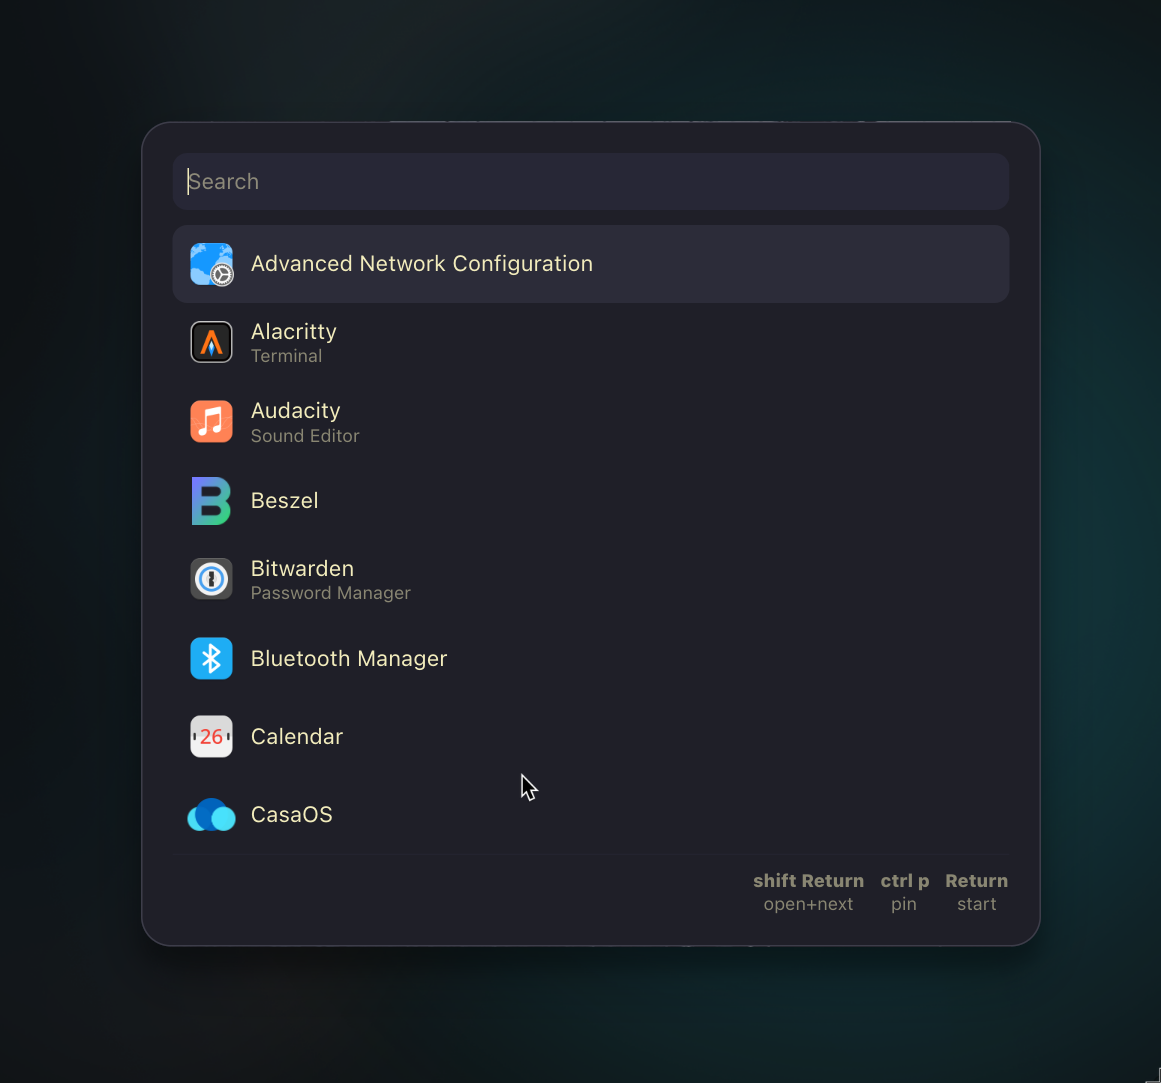 Search
Advanced Network Configuration
Alacritty
Terminal
Audacity
Sound Editor
Beszel
Bitwarden
Password Manager
Bluetooth Manager
26
Calendar
CasaOS
shift Return ctrl p Return
open+next pin start